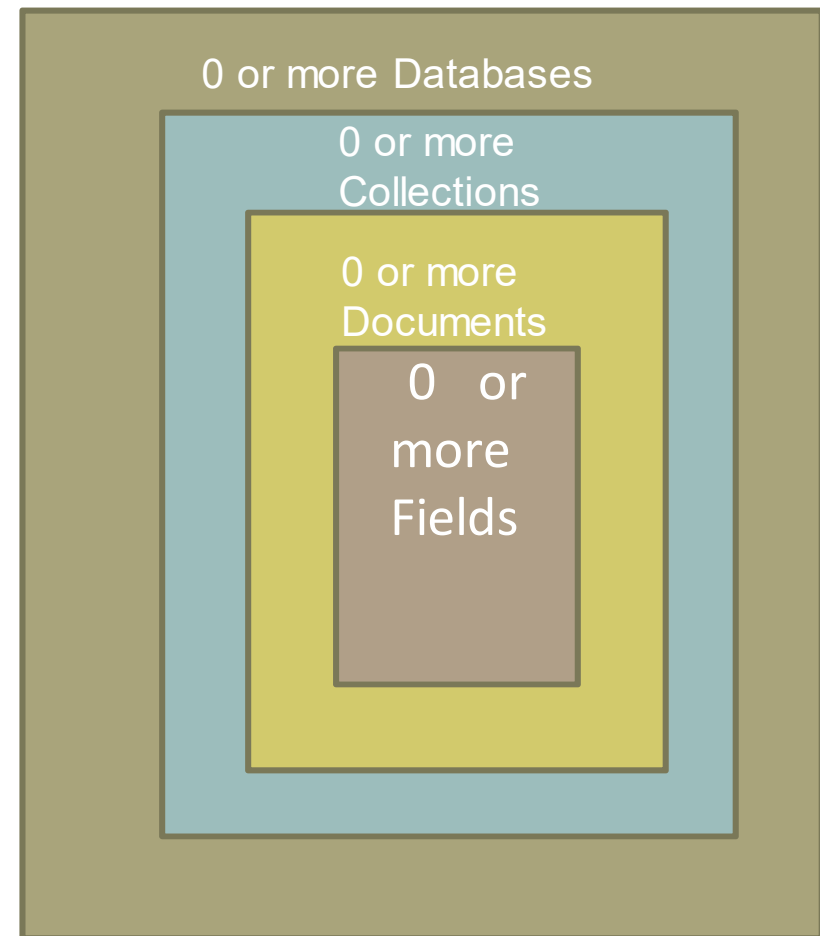 0 or more Databases
0 or more
Collections
0 or more
Documents
0 or
more
Fields